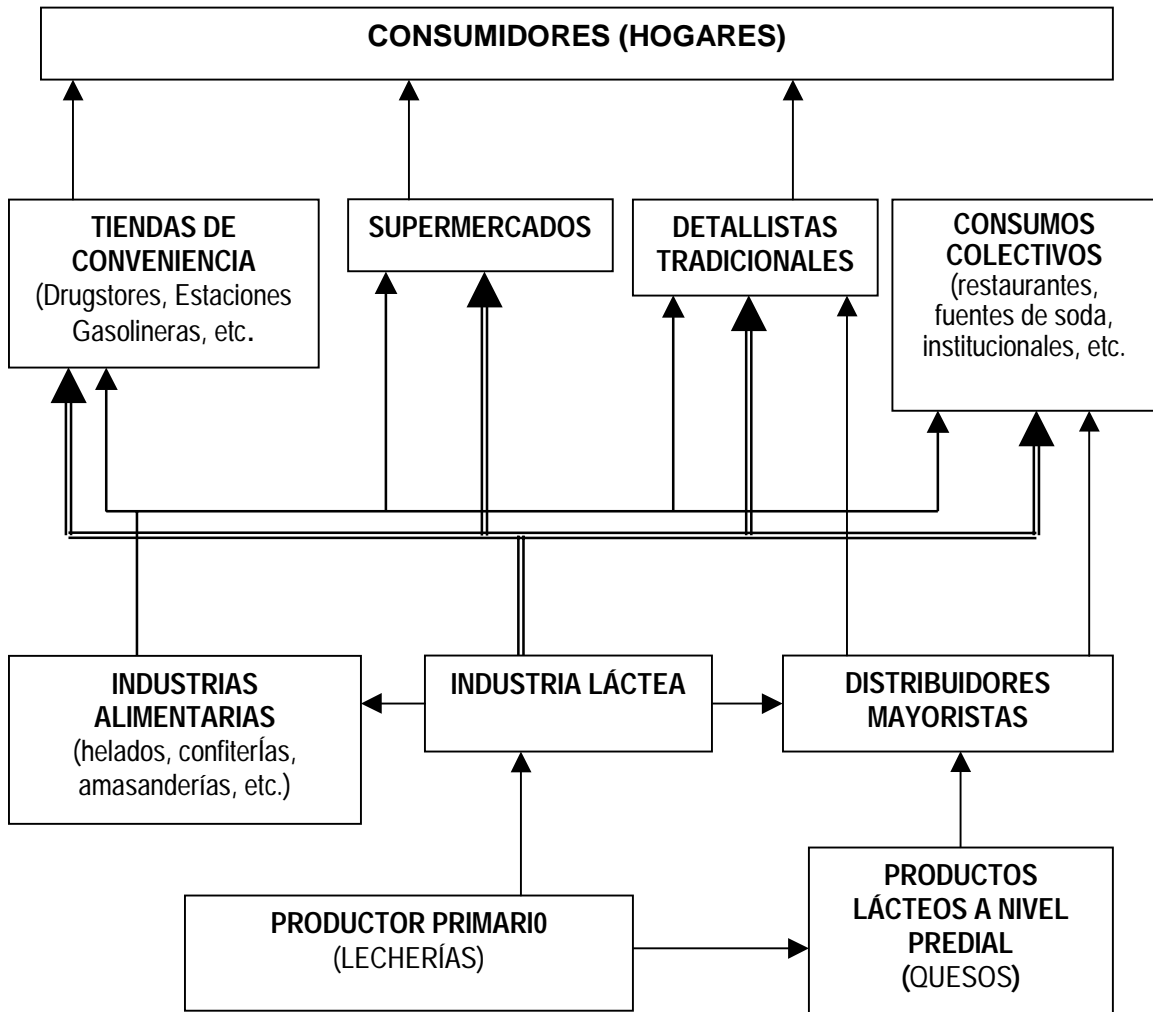 CONSUMIDORES (HOGARES)
TIENDAS DE
CONVENIENCIA
(Drugstores, Estaciones
Gasolineras, etc.
SUPERMERCADOS
DETALLISTAS
TRADICIONALES
CONSUMOS
COLECTIVOS
(restaurantes,
fuentes de soda,
institucionales, etc.
INDUSTRIAS
ALIMENTARIAS
(helados, confiterÍas,
amasanderías, etc.)
INDUSTRIA LÁCTEA
DISTRIBUIDORES
MAYORISTAS
PRODUCTOR PRIMARI0
(LECHERÍAS)
PRODUCTOS
LÁCTEOS A NIVEL
PREDIAL
(QUESOS)